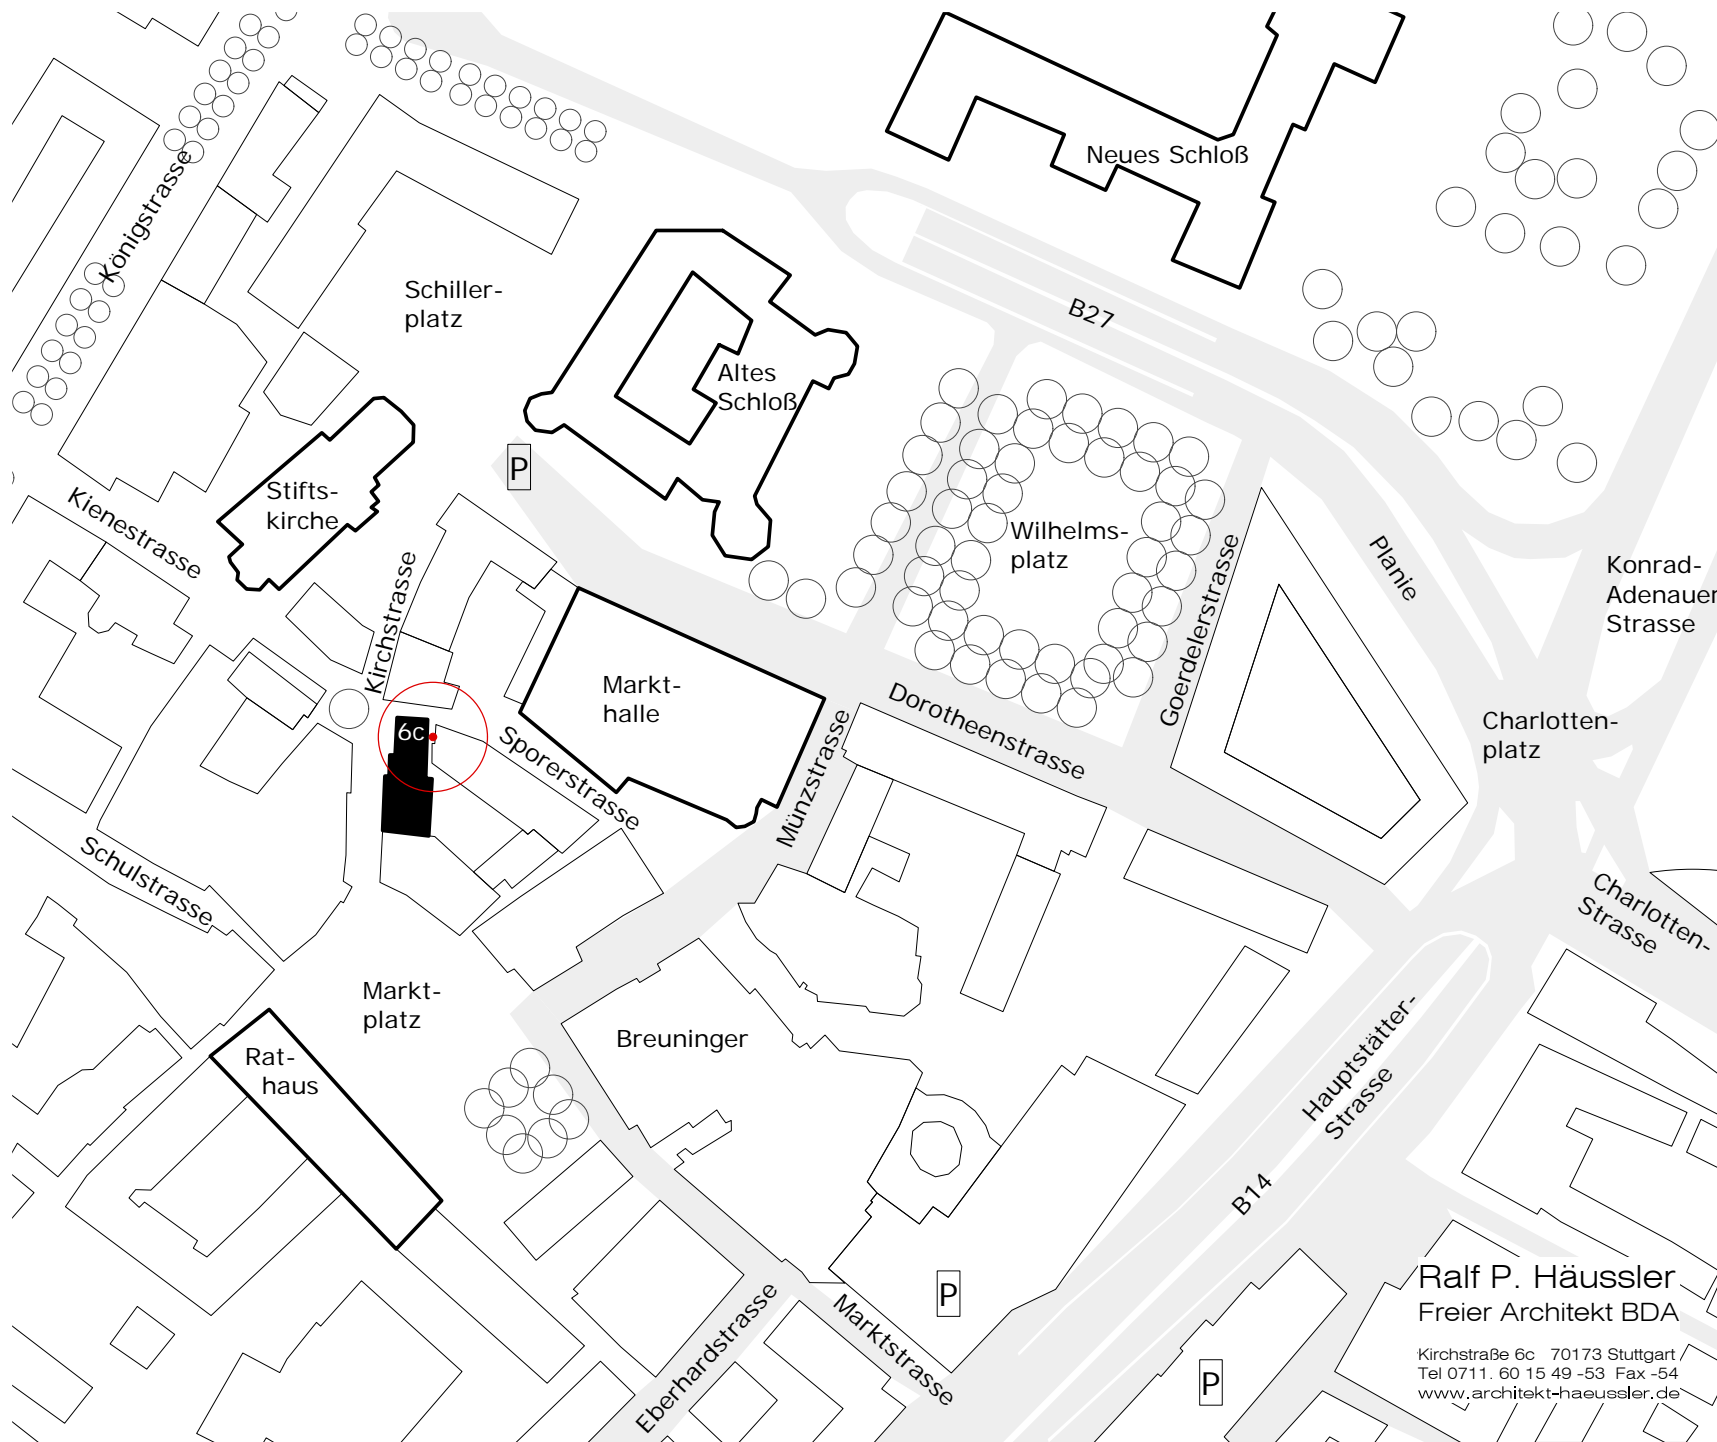 Königstrasse
Neues Schloß
Schiller-
platz
B27
Altes
Schloß
P
Stifts-
kirche
Kienestrasse
Wilhelms-
platz
Planie
Konrad-
Adenauer
Strasse
Kirchstrasse
Goerdelerstrasse
Markt-
halle
Dorotheenstrasse
Charlotten-
platz
6c
Sporerstrasse
Münzstrasse
Schulstrasse
Charlotten-
Strasse
Markt-
platz
Breuninger
Rat-
haus
Hauptstätter-
Strasse
B14
P
Marktstrasse
Eberhardstrasse
P
Ralf P. Häussler
Freier Architekt BDA
Kirchstraße 6c 70173 Stuttgart
Tel 0711. 60 15 49 -53 Fax -54
www.architekt-haeussler.de